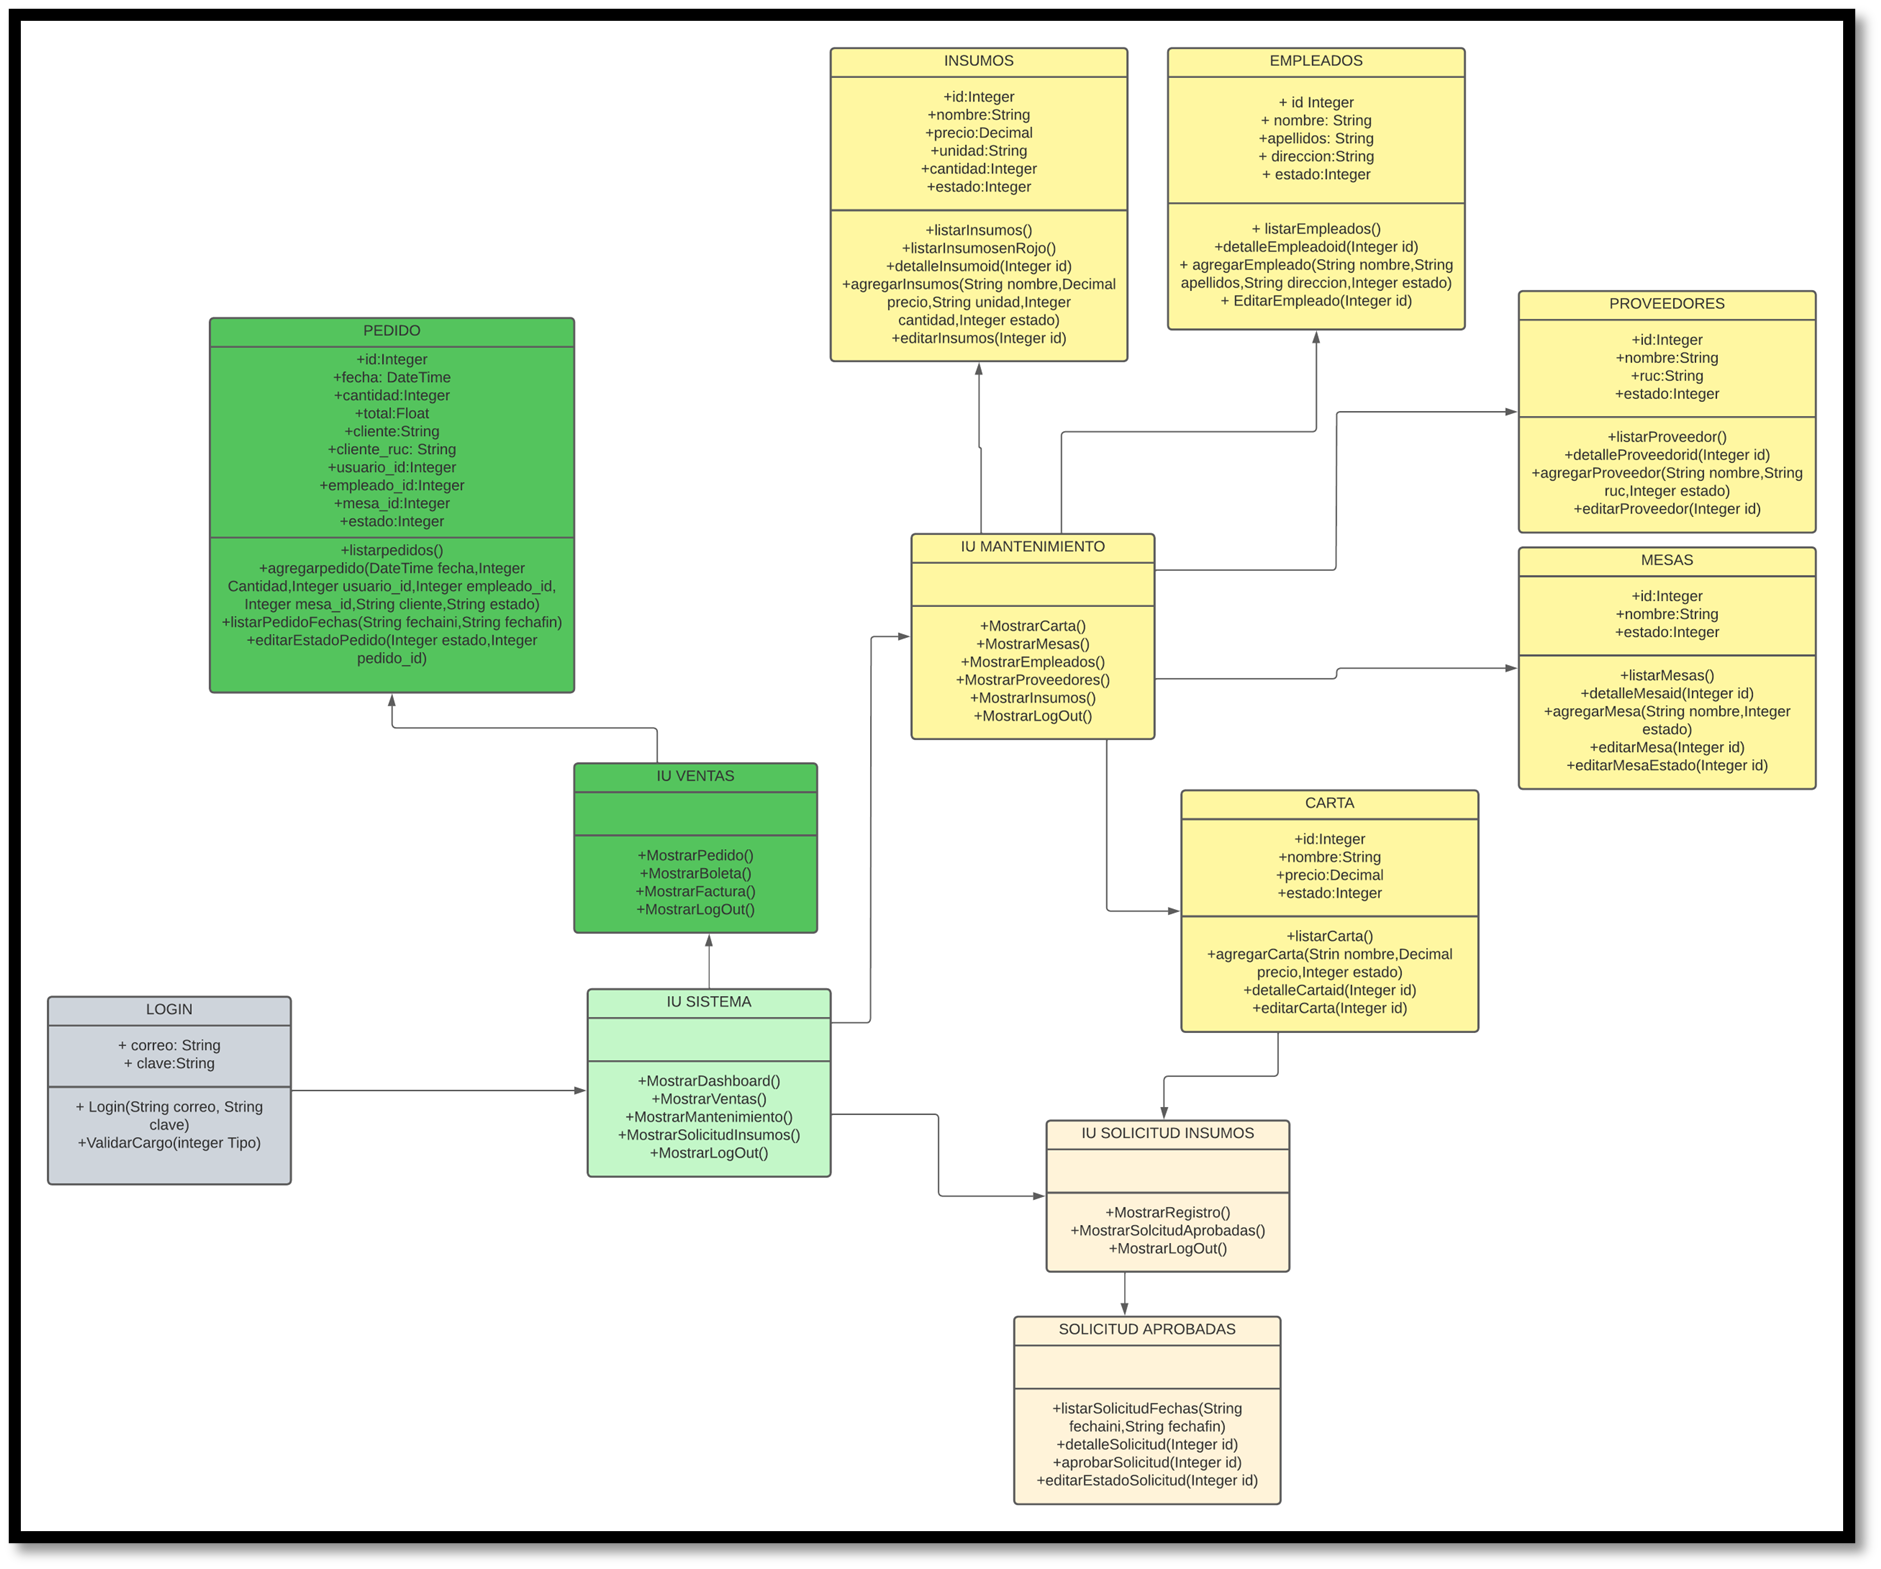 INSUMOS
+id:Integer
+nombre:String
+precio:Decimal
+unidad:String
+cantidad:Integer
+estado:Integer
+listarInsumos()
+listarInsumosenRojo()
+detalleInsumoid(Integer id)
+agregarInsumos(String nombre,Decimal
precio,String unidad,Integer
cantidad,Integer estado)
+editarInsumos(Integer id)
EMPLEADOS
+ id Integer
+ nombre: String
+apellidos: String
+ direccion:String
+ estado:Integer
+ listarEmpleados()
+detalleEmpleadoid(Integer id)
+ agregarEmpleado(String nombre,String
apellidos,String direccion,Integer estado)
+ EditarEmpleado(Integer id)
PROVEEDORES
+id:Integer
+nombre:String
+ruc:String
+estado:Integer
+listarProveedor()
+detalleProveedorid(Integer id)
+agregarProveedor(String nombre,String
ruc,Integer estado)
+editarProveedor(Integer id)
PEDIDO
+id:Integer
+fecha: DateTime
+cantidad:Integer
+total:Float
+cliente:String
+cliente_ruc: String
+usuario_id:Integer
+empleado_id:Integer
+mesa_id:Integer
+estado:Integer
+listarpedidos()
+agregarpedido(DateTime fecha,Integer
Cantidad,Integer usuario_id,Integer empleado_id,
Integer mesa_id,String cliente,String estado)
+listarPedidoFechas(String fechaini,String fechafin)
+editarEstadoPedido(Integer estado,Integer
pedido_id)
IU MANTENIMIENTO
+MostrarCarta()
+MostrarMesas()
+MostrarEmpleados()
+MostrarProveedores()
+MostrarInsumos()
+MostrarLogOut()
MESAS
+id:Integer
+nombre:String
+estado:Integer
+listarMesas()
+detalleMesaid(Integer id)
+agregarMesa(String nombre,Integer
estado)
+editarMesa(Integer id)
+editarMesaEstado(Integer id)
IU VENTAS
+MostrarPedido()
+MostrarBoleta()
+MostrarFactura()
+MostrarLogOut()
CARTA
+id:Integer
+nombre:String
+precio:Decimal
+estado:Integer
+listarCarta()
+agregarCarta(Strin nombre,Decimal
precio,Integer estado)
+detalleCartaid(Integer id)
+editarCarta(Integer id)
LOGIN
+ correo: String
+ clave:String
+ Login(String correo, String
clave)
+ValidarCargo(integer Tipo)
IU SISTEMA
+MostrarDashboard()
+MostrarVentas()
+MostrarMantenimiento()
+MostrarSolicitudInsumos()
+MostrarLogOut()
IU SOLICITUD INSUMOS
+MostrarRegistro()
+MostrarSolcitudAprobadas()
+MostrarLogOut()
SOLICITUD APROBADAS
+listarSolicitudFechas(String
fechaini,String fechafin)
+detalleSolicitud(Integer id)
+aprobarSolicitud(Integer id)
+editarEstadoSolicitud(Integer id)